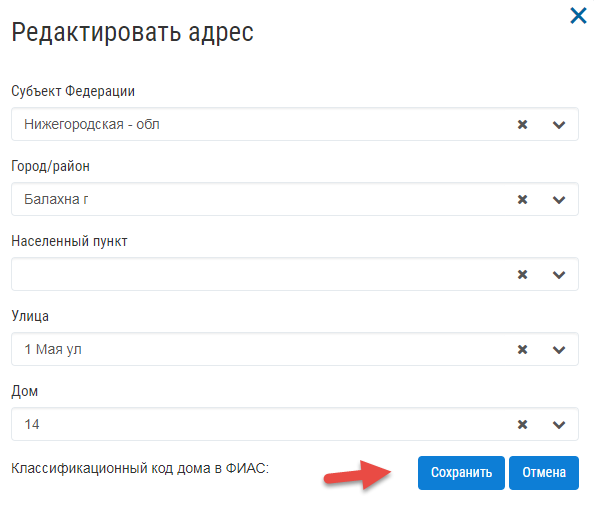 Редактировать адрес
Субъект Федерации
Нижегородская - обл
Город/район
Балахна г
Населенный пункт
Улица
1 Мая ул
Дом
14
Классификационный код дома в ФИАС:
Сохранить
Отмена